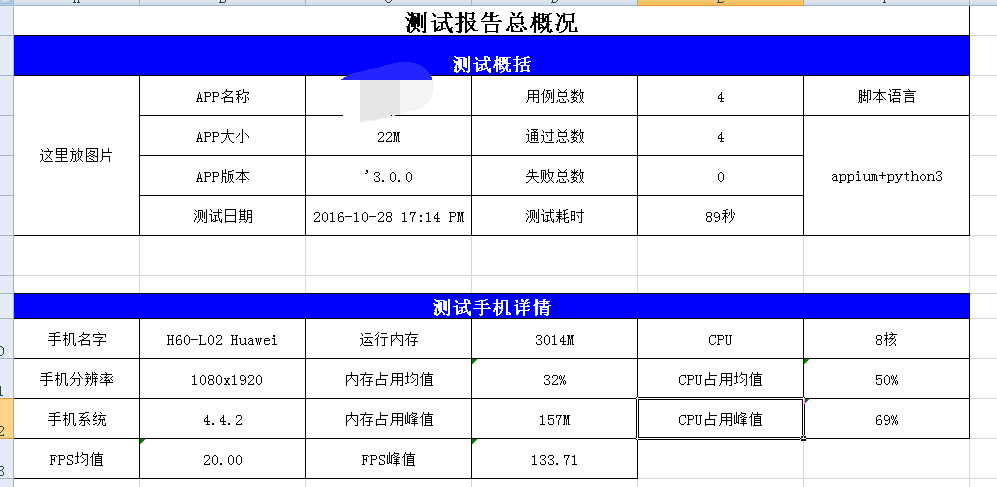 测试报告总概况
测试概括
这里放图片 APP名称 用例总数 4 脚本语言
APP大小 22M 通过总数 4 appium+python3
APP版本 '3.0.0 失败总数 0
测试日期 2016-10-28 17:14 PM 测试耗时 89秒
测试手机详情
手机名字 H60-L02 Huawei 运行内存 3014M CPU 8核
手机分辨率 1080x1920 内存占用均值 32% CPU占用均值 50%
手机系统 4.4.2 内存占用峰值 157M CPU占用峰值 69%
FPS均值 20.00 FPS峰值 133.71